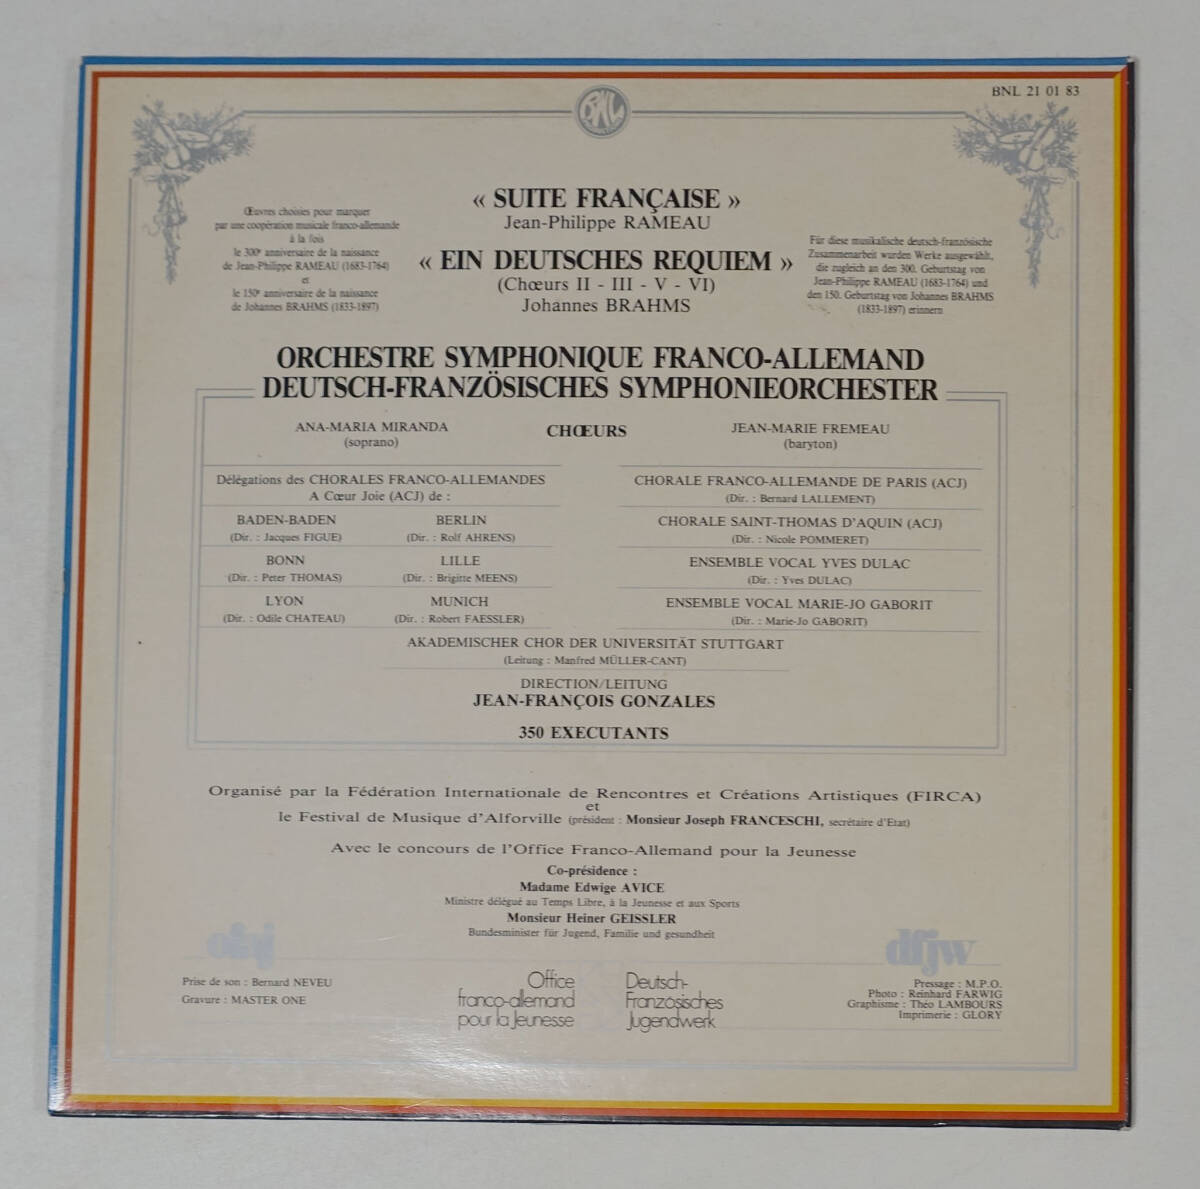 BNL 21 01 83
BNL
« SUITE FRANÇAISE »
Jean-Philippe RAMEAU
Œuvres choisies pour marquer
par une coopération musicale franco-allemande
à la fois
le 300e anniversaire de la naissance
de Jean-Philippe RAMEAU (1683-1764)
et
le 150e anniversaire de la naissance
de Johannes BRAHMS (1833-1897)
« EIN DEUTSCHES REQUIEM »
(Chœurs II - III - V - VI)
Johannes BRAHMS
Für diese musikalische deutsch-französische
Zusammenarbeit wurden Werke ausgewählt,
die zugleich an den 300. Geburtstag von
Jean-Philippe RAMEAU (1683-1764) und
den 150. Geburtstag von Johannes BRAHMS
(1833-1897) erinnern
ORCHESTRE SYMPHONIQUE FRANCO-ALLEMAND
DEUTSCH-FRANZÖSISCHES SYMPHONIEORCHESTER
ANA-MARIA MIRANDA
(soprano)
CHŒURS
JEAN-MARIE FREMEAU
(baryton)
Délégations des CHORALES FRANCO-ALLEMANDES
A Cœur Joie (ACJ) de :
BADEN-BADEN
(Dir. : Jacques FIGUE)
BERLIN
(Dir. : Rolf AHRENS)
BONN
(Dir. : Peter THOMAS)
LILLE
(Dir. : Brigitte MEENS)
LYON
(Dir. : Odile CHATEAU)
MUNICH
(Dir. : Robert FAESSLER)
CHORALE FRANCO-ALLEMANDE DE PARIS (ACJ)
(Dir. : Bernard LALLEMENT)
CHORALE SAINT-THOMAS D'AQUIN (ACJ)
(Dir. : Nicole POMMERET)
ENSEMBLE VOCAL YVES DULAC
(Dir. : Yves DULAC)
ENSEMBLE VOCAL MARIE-JO GABORIT
(Dir. : Marie-Jo GABORIT)
AKADEMISCHER CHOR DER UNIVERSITÄT STUTTGART
(Leitung : Manfred MÜLLER-CANT)
DIRECTION/LEITUNG
JEAN-FRANÇOIS GONZALES
350 EXECUTANTS
Organisé par la Fédération Internationale de Rencontres et Créations Artistiques (FIRCA)
et
le Festival de Musique d'Alforville (président : Monsieur Joseph FRANCESCHI, secrétaire d'Etat)
Avec le concours de l'Office Franco-Allemand pour la Jeunesse
Co-présidence :
Madame Edwige AVICE
Ministre délégué au Temps Libre, à la Jeunesse et aux Sports
Monsieur Heiner GEISSLER
Bundesminister für Jugend, Familie und gesundheit
ofaj
dfjw
Prise de son : Bernard NEVEU
Gravure : MASTER ONE
Office
franco-allemand
pour la Jeunesse
Deutsch-
Französisches
Jugendwerk
Pressage : M.P.O.
Photo : Reinhard FARWIG
Graphisme : Théo LAMBOURS
Imprimerie : GLORY